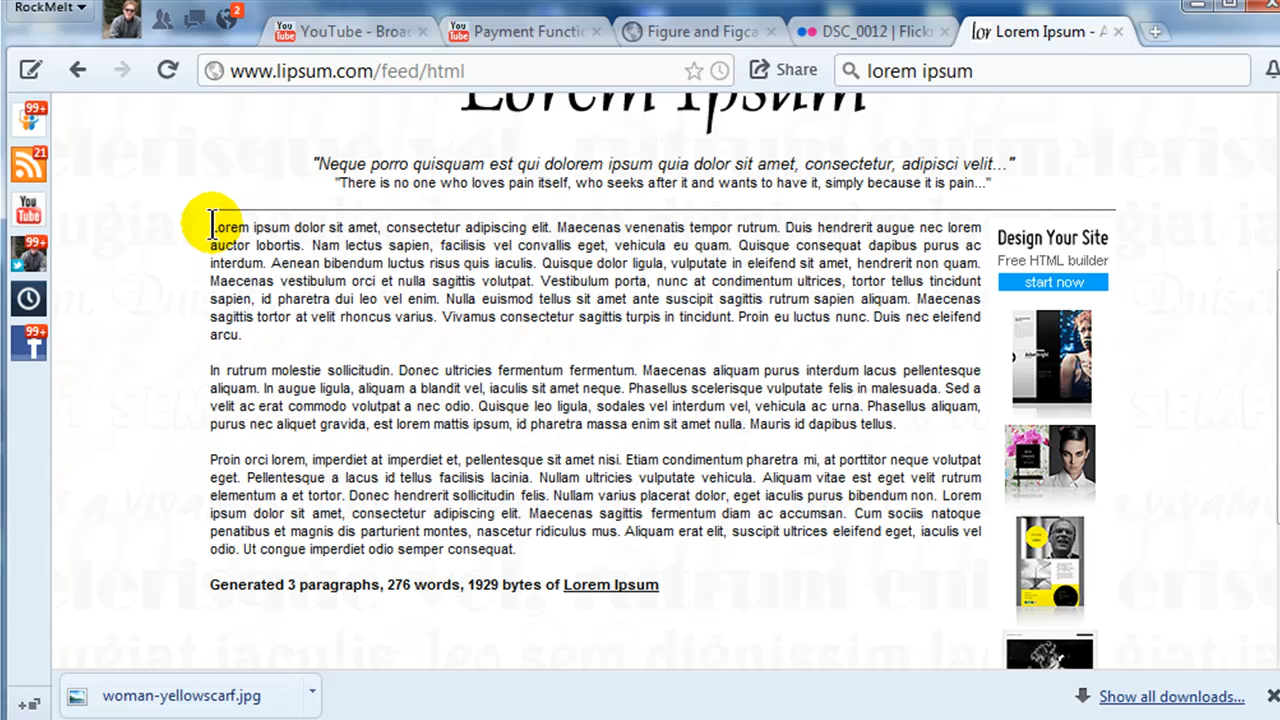 RockMelt
2
YouTube - Broa
Payment Functi
Figure and Figca
DSC_0012 | Flickr
Lorem Ipsum - A
www.lipsum.com/feed/html
Share
lorem ipsum
99+
21
You Tube
99+
99+
Lorem Ipsum
"Neque porro quisquam est qui dolorem ipsum quia dolor sit amet, consectetur, adipisci velit..."
"There is no one who loves pain itself, who seeks after it and wants to have it, simply because it is pain..."
Lorem ipsum dolor sit amet, consectetur adipiscing elit. Maecenas venenatis tempor rutrum. Duis hendrerit augue nec lorem
auctor lobortis. Nam lectus sapien, facilisis vel convallis eget, vehicula eu quam. Quisque consequat dapibus purus ac
interdum. Aenean bibendum luctus risus quis iaculis. Quisque dolor ligula, vulputate in eleifend sit amet, hendrerit non quam.
Maecenas vestibulum orci et nulla sagittis volutpat. Vestibulum porta, nunc at condimentum ultrices, tortor tellus tincidunt
sapien, id pharetra dui leo vel enim. Nulla euismod tellus sit amet ante suscipit sagittis rutrum sapien aliquam. Maecenas
sagittis tortor at velit rhoncus varius. Vivamus consectetur sagittis turpis in tincidunt. Proin eu luctus nunc. Duis nec eleifend
arcu.
In rutrum molestie sollicitudin. Donec ultricies fermentum fermentum. Maecenas aliquam purus interdum lacus pellentesque
aliquam. In augue ligula, aliquam a blandit vel, iaculis sit amet neque. Phasellus scelerisque vulputate felis in malesuada. Sed a
velit ac erat commodo volutpat a nec odio. Quisque leo ligula, sodales vel interdum vel, vehicula ac urna. Phasellus aliquam,
purus nec aliquet gravida, est lorem mattis ipsum, id pharetra massa enim sit amet nulla. Mauris id dapibus tellus.
Proin orci lorem, imperdiet at imperdiet et, pellentesque sit amet nisi. Etiam condimentum pharetra mi, at porttitor neque volutpat
eget. Pellentesque a lacus id tellus facilisis lacinia. Nullam ultricies vulputate vehicula. Aliquam vitae est eget velit rutrum
elementum a et tortor. Donec hendrerit sollicitudin felis. Nullam varius placerat dolor, eget iaculis purus bibendum non. Lorem
ipsum dolor sit amet, consectetur adipiscing elit. Maecenas sagittis fermentum diam ac accumsan. Cum sociis natoque
penatibus et magnis dis parturient montes, nascetur ridiculus mus. Aliquam erat elit, suscipit ultrices eleifend eget, iaculis vel
odio. Ut congue imperdiet odio semper consequat.
Generated 3 paragraphs, 276 words, 1929 bytes of Lorem Ipsum
Design Your Site
Free HTML builder
start now
woman-yellowscarf.jpg
Show all downloads...